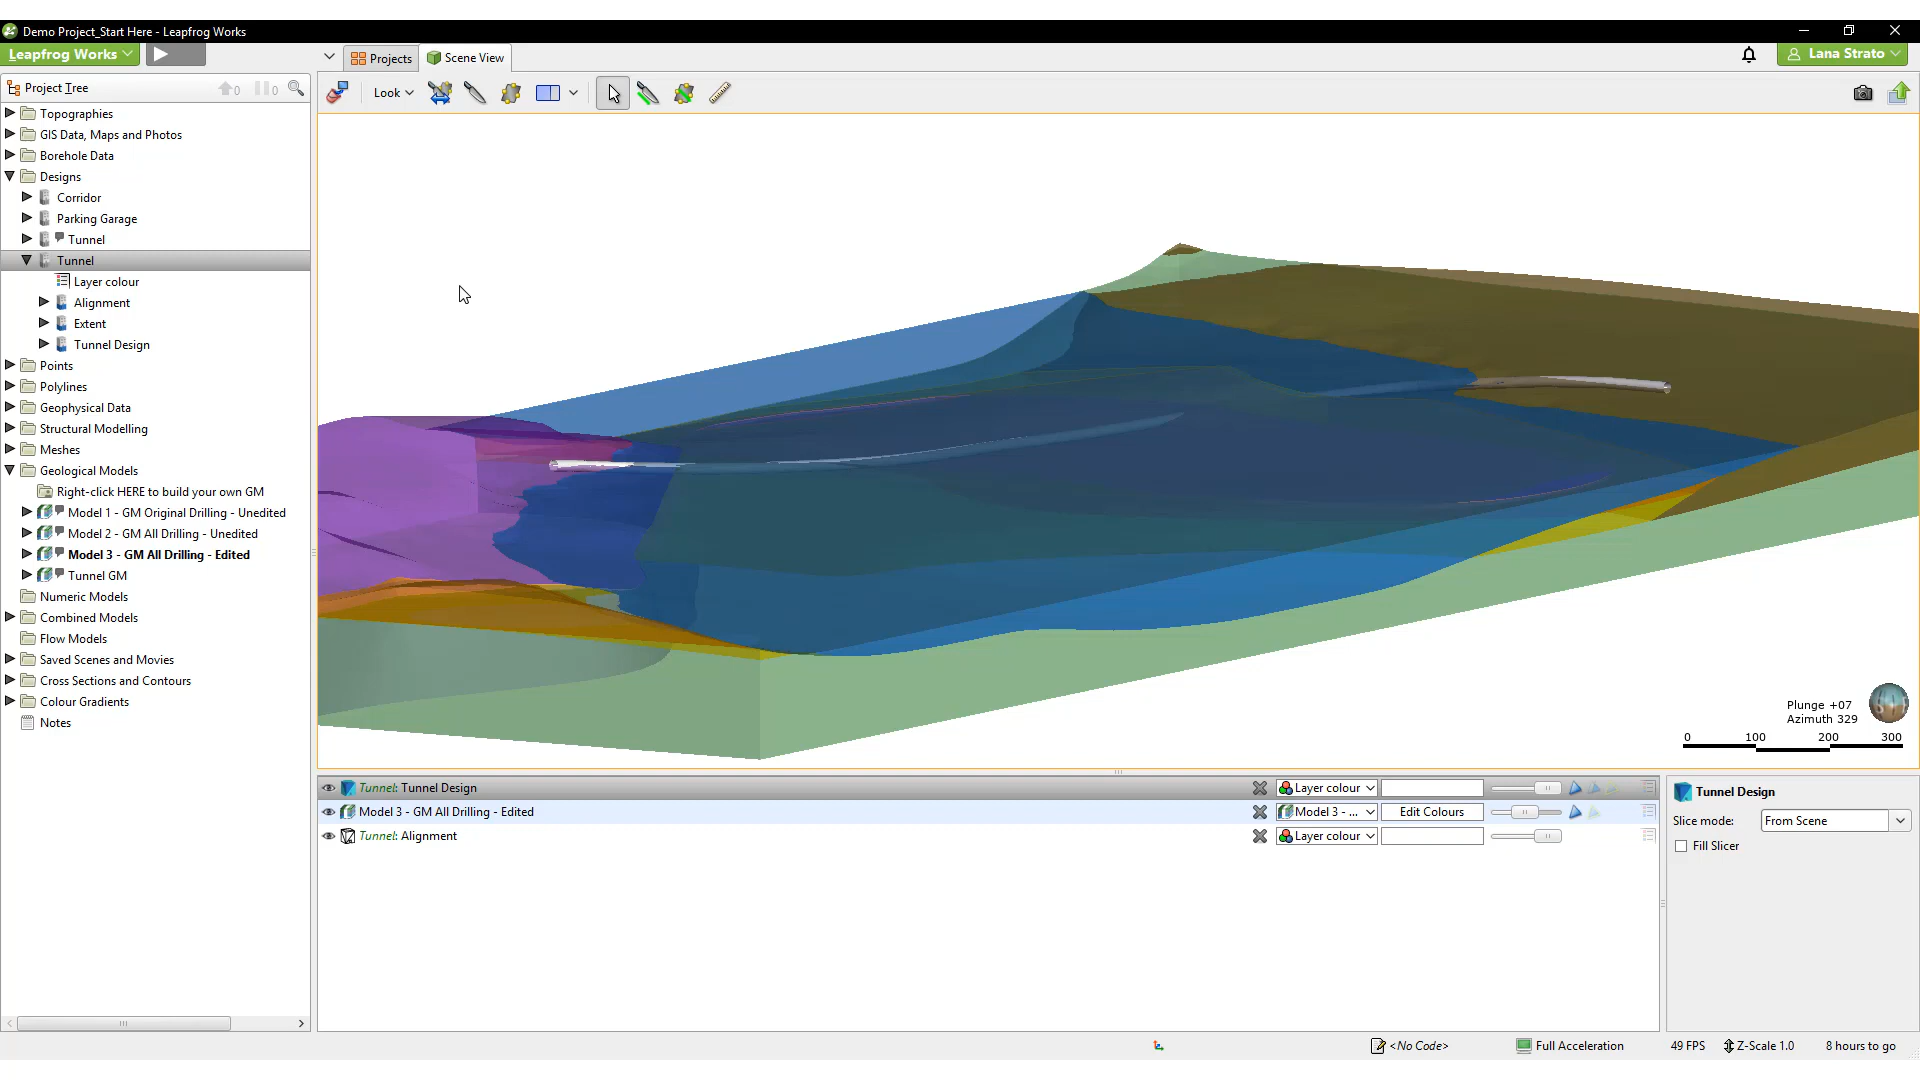 Demo Project_Start Here - Leapfrog Works
Leapfrog Works
Projects
Scene View
Lana Strato
Project Tree
0
0
Look
Topographies
GIS Data, Maps and Photos
Borehole Data
Designs
Corridor
Parking Garage
Tunnel
Tunnel
Layer colour
Alignment
Extent
Tunnel Design
Points
Polylines
Geophysical Data
Structural Modelling
Meshes
Geological Models
Right-click HERE to build your own GM
Model 1 - GM Original Drilling - Unedited
Model 2 - GM All Drilling - Unedited
Model 3 - GM All Drilling - Edited
Tunnel GM
Numeric Models
Combined Models
Flow Models
Saved Scenes and Movies
Cross Sections and Contours
Colour Gradients
Notes
Plunge +07
Azimuth 329
0 100 200 300
Tunnel: Tunnel Design Layer colour
Model 3 - GM All Drilling - Edited Model 3 - ... Edit Colours
Tunnel: Alignment Layer colour
Tunnel Design
Slice mode: From Scene
Fill Slicer
<No Code> Full Acceleration 49 FPS Z-Scale 1.0 8 hours to go